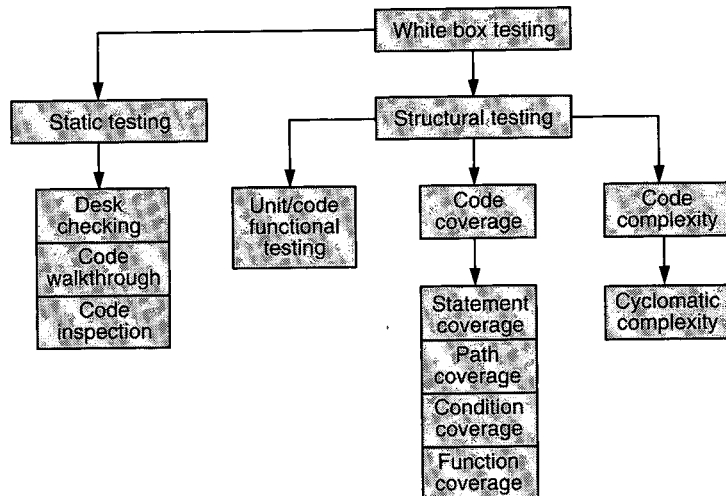 White box testing
Static testing
Structural testing
Desk
checking
Code
walkthrough
Code
inspection
Unit/code
functional
testing
Code
coverage
Statement
coverage
Path
coverage
Condition
coverage
Function
coverage
Code
complexity
Cyclomatic
complexity